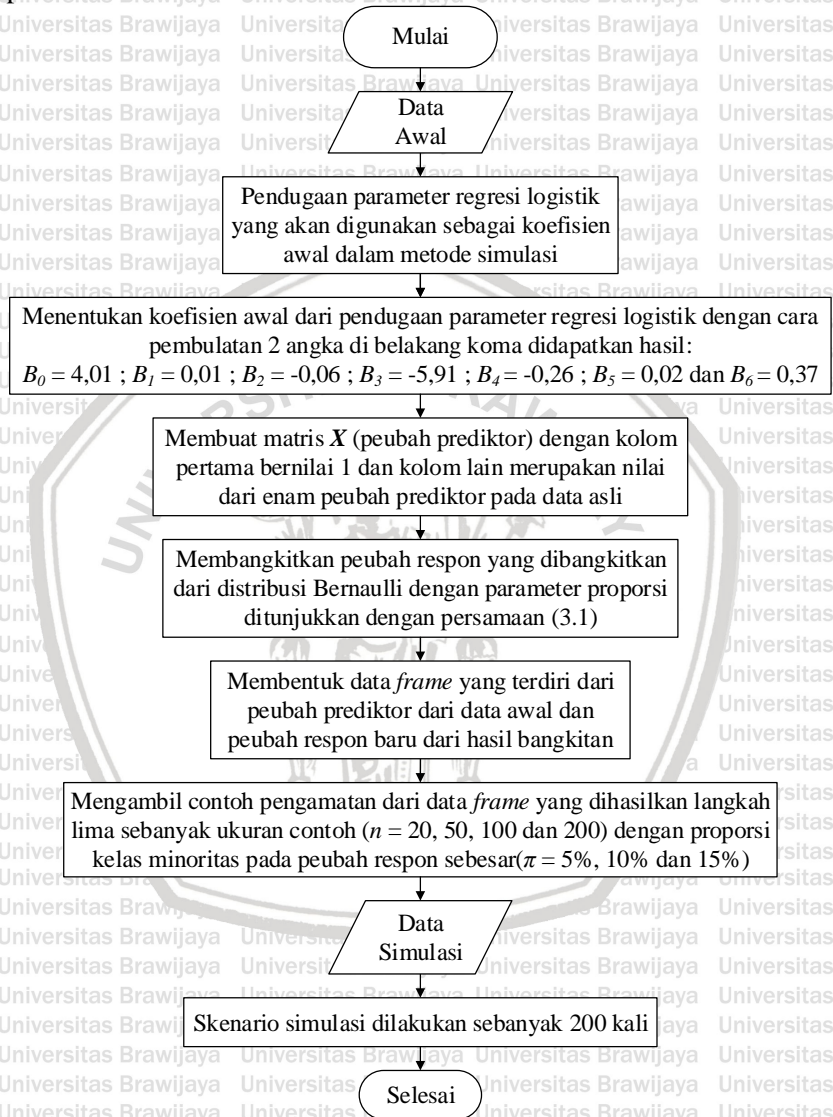 Mulai
Data
Awal
Pendugaan parameter regresi logistik
yang akan digunakan sebagai koefisien
awal dalam metode simulasi
Menentukan koefisien awal dari pendugaan parameter regresi logistik dengan cara
pembulatan 2 angka di belakang koma didapatkan hasil:
B0 = 4,01 ; B1 = 0,01 ; B2 = -0,06 ; B3 = -5,91 ; B4 = -0,26 ; B5 = 0,02 dan B6 = 0,37
Membuat matris X (peubah prediktor) dengan kolom
pertama bernilai 1 dan kolom lain merupakan nilai
dari enam peubah prediktor pada data asli
Membangkitkan peubah respon yang dibangkitkan
dari distribusi Bernaulli dengan parameter proporsi
ditunjukkan dengan persamaan (3.1)
Membentuk data frame yang terdiri dari
peubah prediktor dari data awal dan
peubah respon baru dari hasil bangkitan
Mengambil contoh pengamatan dari data frame yang dihasilkan langkah
lima sebanyak ukuran contoh (n = 20, 50, 100 dan 200) dengan proporsi
kelas minoritas pada peubah respon sebesar(π = 5%, 10% dan 15%)
Data
Simulasi
Skenario simulasi dilakukan sebanyak 200 kali
Selesai